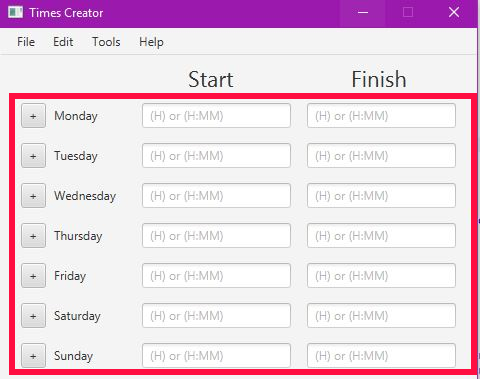 Times Creator
File Edit Tools Help
Start Finish
+ Monday (H) or (H:MM) (H) or (H:MM)
+ Tuesday (H) or (H:MM) (H) or (H:MM)
+ Wednesday (H) or (H:MM) (H) or (H:MM)
+ Thursday (H) or (H:MM) (H) or (H:MM)
+ Friday (H) or (H:MM) (H) or (H:MM)
+ Saturday (H) or (H:MM) (H) or (H:MM)
+ Sunday (H) or (H:MM) (H) or (H:MM)